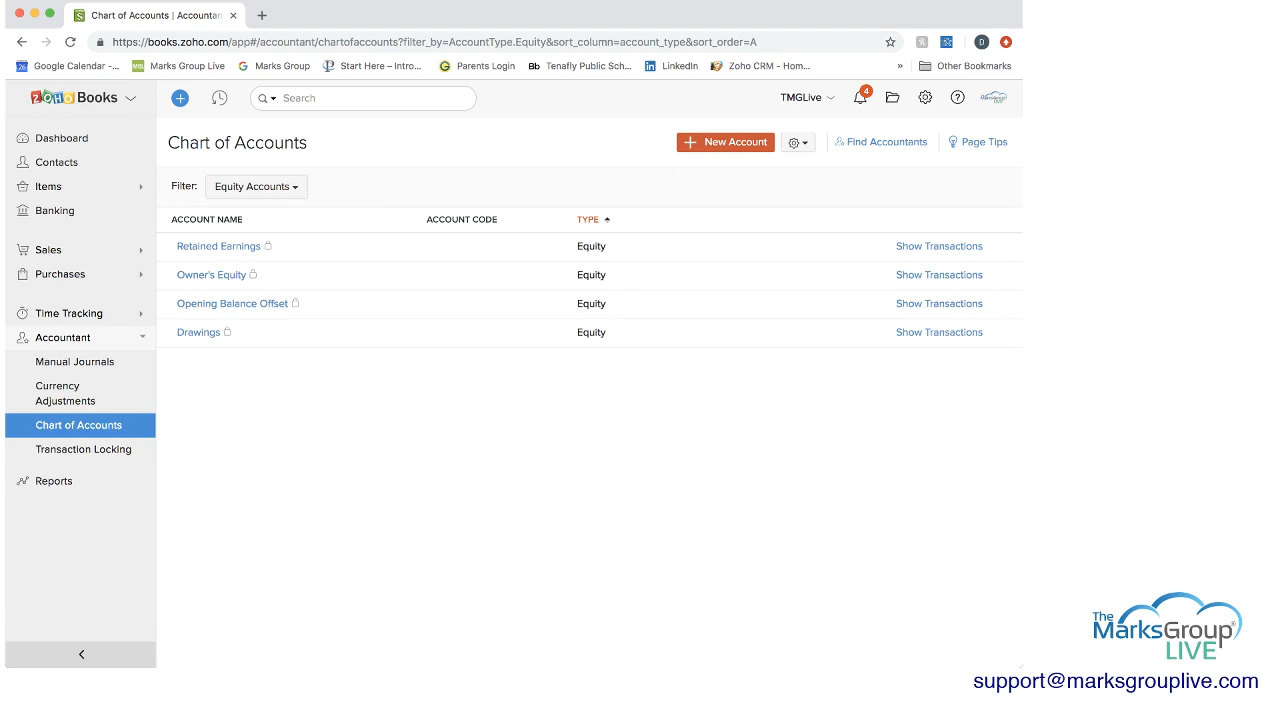 Chart of Accounts | Accountan
https://books.zoho.com/app#/accountant/chartofaccounts?filter_by=AccountType.Equity&sort_column=account_type&sort_order=A
D
26 Google Calendar -... Marks Group Live Marks Group Start Here – Intro... Parents Login Bb Tenafly Public Sch... in LinkedIn Zoho CRM - Hom... » Other Bookmarks
ZOHO Books
Search
TMGLive
4
Dashboard
Contacts
Items
Banking
Sales
Purchases
Time Tracking
Accountant
Manual Journals
Currency
Adjustments
Chart of Accounts
Transaction Locking
Reports
Chart of Accounts
New Account
Find Accountants
Page Tips
Filter: Equity Accounts
ACCOUNT NAME ACCOUNT CODE TYPE
Retained Earnings Equity Show Transactions
Owner's Equity Equity Show Transactions
Opening Balance Offset Equity Show Transactions
Drawings Equity Show Transactions
The
MarksGroup®
LIVE
support@marksgrouplive.com